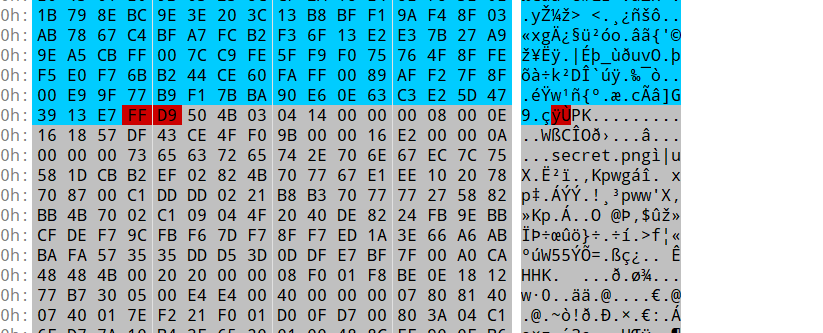 0h: 1B 79 8E BC 9E 3E 20 3C 13 B8 BF F1 9A F4 8F 03 .yŽ¼ž> <.¸¿ñšô..
0h: AB 78 67 C4 BF A7 FC B2 F3 6F 13 E2 E3 7B 27 A9 «xgÄ¿§ü²óo.âã{'©
0h: 9E A5 CB FF 00 7C C9 FE 5F F9 F0 75 76 4F 8F FE ž¥Ëÿ.|Éþ_ùðuvO.þ
0h: F5 E0 F7 6B B2 44 CE 60 FA FF 00 89 AF F2 7F 8F õà÷k²DÎ`úÿ.‰¯ò..
0h: 00 E9 9F 77 B9 F1 7B BA 90 E6 0E 63 C3 E2 5D 47 .éŸw¹ñ{º.æ.cÃâ]G
0h: 39 13 E7 FF D9 50 4B 03 04 14 00 00 00 08 00 0E 9.çÿÙPK.........
0h: 16 18 57 DF 43 CE 4F F0 9B 00 00 16 E2 00 00 0A ..WßCÎOð›...â...
0h: 00 00 00 73 65 63 72 65 74 2E 70 6E 67 EC 7C 75 ...secret.pngì|u
0h: 58 1D CB B2 EF 02 82 4B 70 77 67 E1 EE 10 20 78 X.Ë²ï.‚Kpwgáî. x
0h: 70 87 00 C1 DD DD 02 21 B8 B3 70 77 77 27 58 82 p‡.ÁÝÝ.!¸³pww'X‚
0h: BB 4B 70 02 C1 09 04 4F 20 40 DE 82 24 FB 9E BB »Kp.Á..O @Þ‚$ûž»
0h: CF DE F7 9C FB F6 7D F7 8F F7 ED 1A 3E 66 A6 AB ÏÞ÷œûö}÷.÷í.>f¦«
0h: BA FA 57 35 35 DD D5 3D 0D DF E7 BF 7F 00 A0 CA ºúW55ÝÕ=.ßç¿.. Ê
0h: 48 48 4B 00 20 20 00 00 08 F0 01 F8 BE 0E 18 12 HHK.  ...ð.ø¾...
0h: 77 B7 30 05 00 E4 E4 00 40 00 00 00 07 80 81 40 w·0..ää.@....€.@
0h: 07 40 01 7E F2 21 F0 01 D0 0F D7 00 80 3A 04 C1 .@.~ò!ð.Ð.×.€:.Á